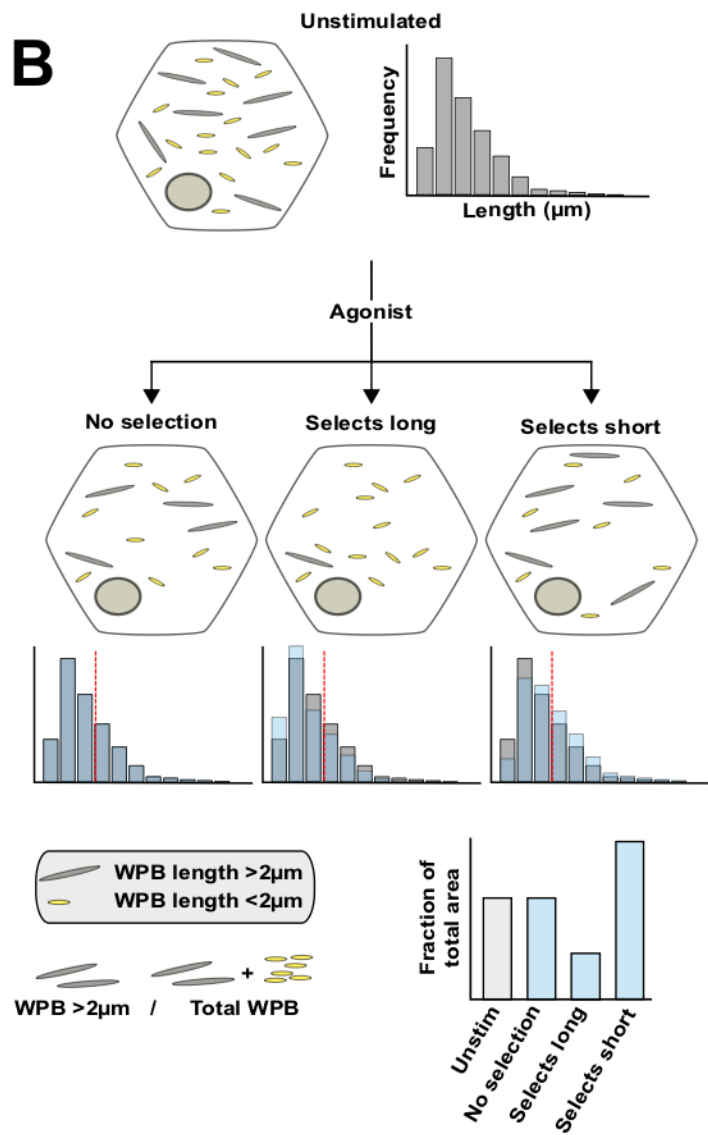 B
Unstimulated
Frequency
Length (µm)
Agonist
No selection
Selects long
Selects short
WPB length >2µm
WPB length <2µm
+
WPB >2µm / Total WPB
Fraction of
total area
Unstim
No selection
Selects long
Selects short